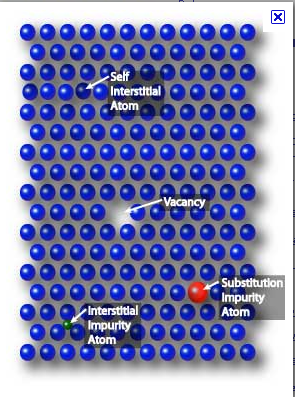 Self
Interstitial
Atom
Vacancy
Substitution
Impurity
Atom
Interstitial
Impurity
Atom